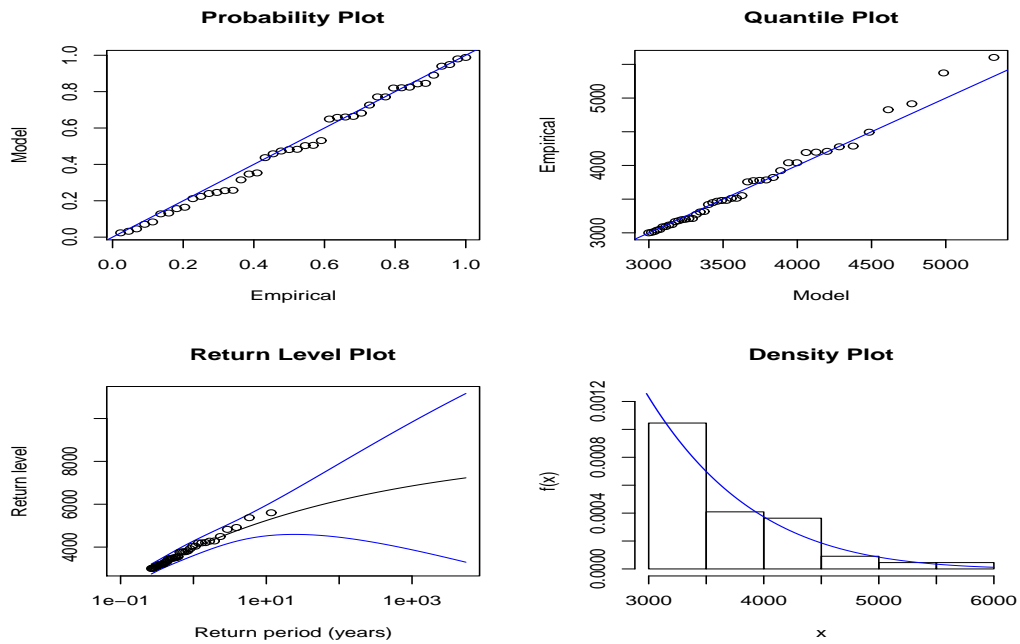 Probability Plot
Model
0.0 0.2 0.4 0.6 0.8 1.0
0.0 0.2 0.4 0.6 0.8 1.0
Empirical
Quantile Plot
Empirical
3000 4000 5000
3000 3500 4000 4500 5000
Model
Return Level Plot
Return level
4000 6000 8000
1e−01 1e+01 1e+03
Return period (years)
Density Plot
f(x)
0.0000 0.0004 0.0008 0.0012
3000 4000 5000 6000
x